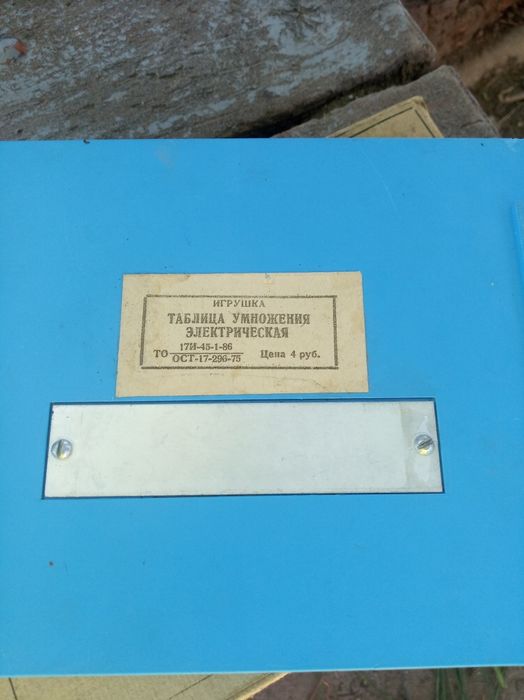 ИГРУШКА
ТАБЛИЦА УМНОЖЕНИЯ
ЭЛЕКТРИЧЕСКАЯ
ТО 17И-45-1-86
ОСТ-17-296-75 Цена 4 руб.